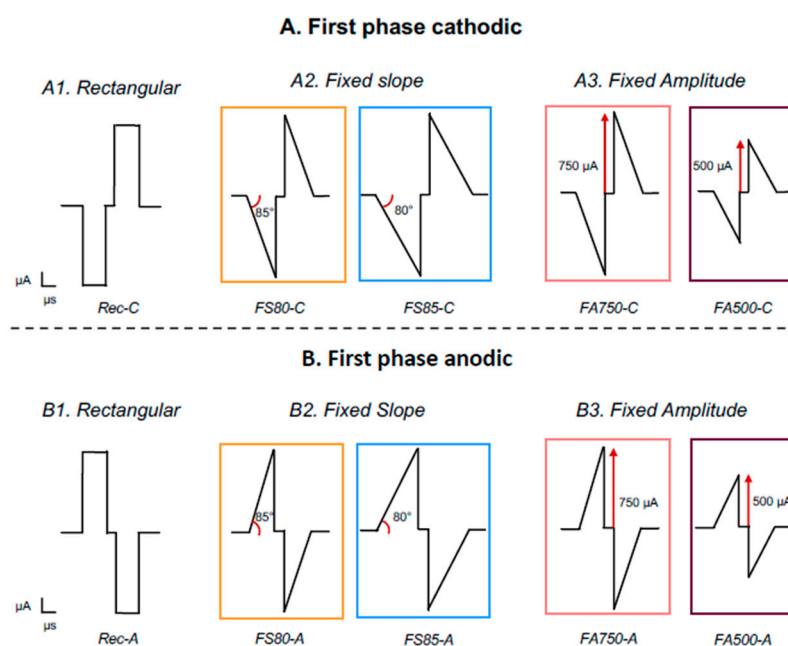 A. First phase cathodic
A1. Rectangular
A2. Fixed slope
A3. Fixed Amplitude
85°
80°
750 µA
500 µA
µA
µs
Rec-C
FS80-C
FS85-C
FA750-C
FA500-C
B. First phase anodic
B1. Rectangular
B2. Fixed Slope
B3. Fixed Amplitude
85°
80°
750 µA
500 µA
µA
µs
Rec-A
FS80-A
FS85-A
FA750-A
FA500-A